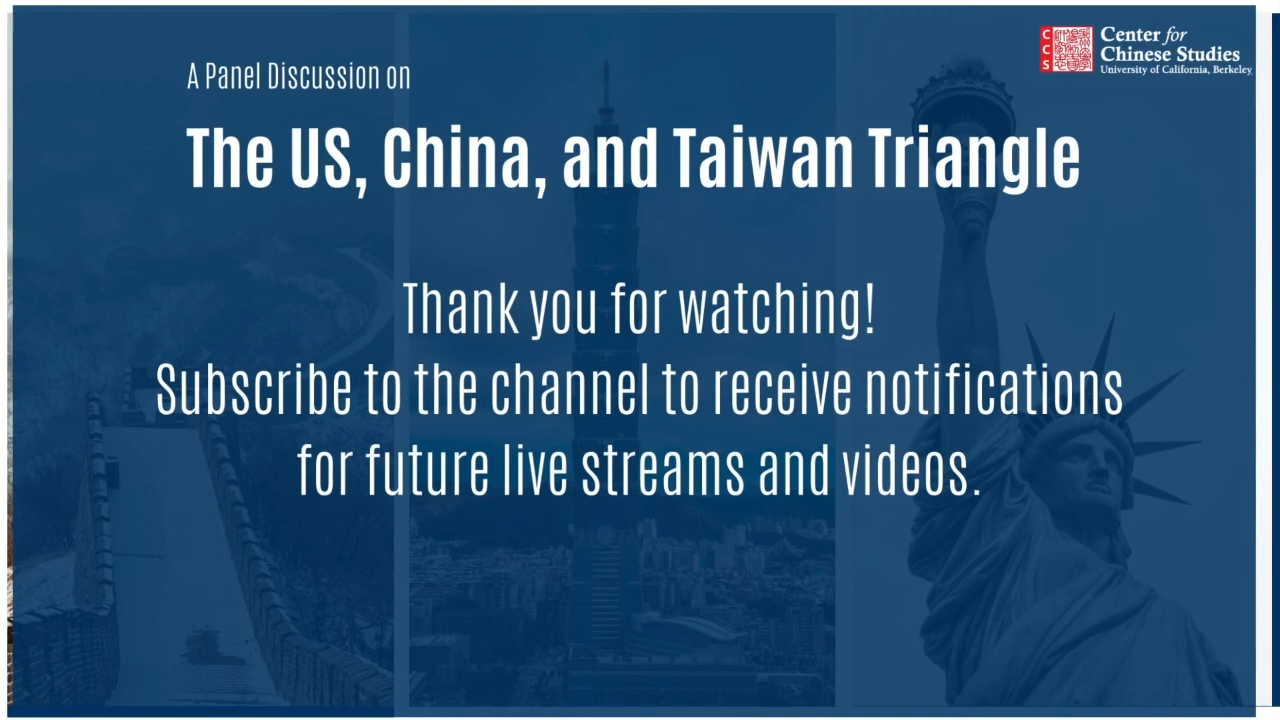 A Panel Discussion on
The US, China, and Taiwan Triangle
CCS
Center for
Chinese Studies
University of California, Berkeley
Thank you for watching!
Subscribe to the channel to receive notifications
for future live streams and videos.